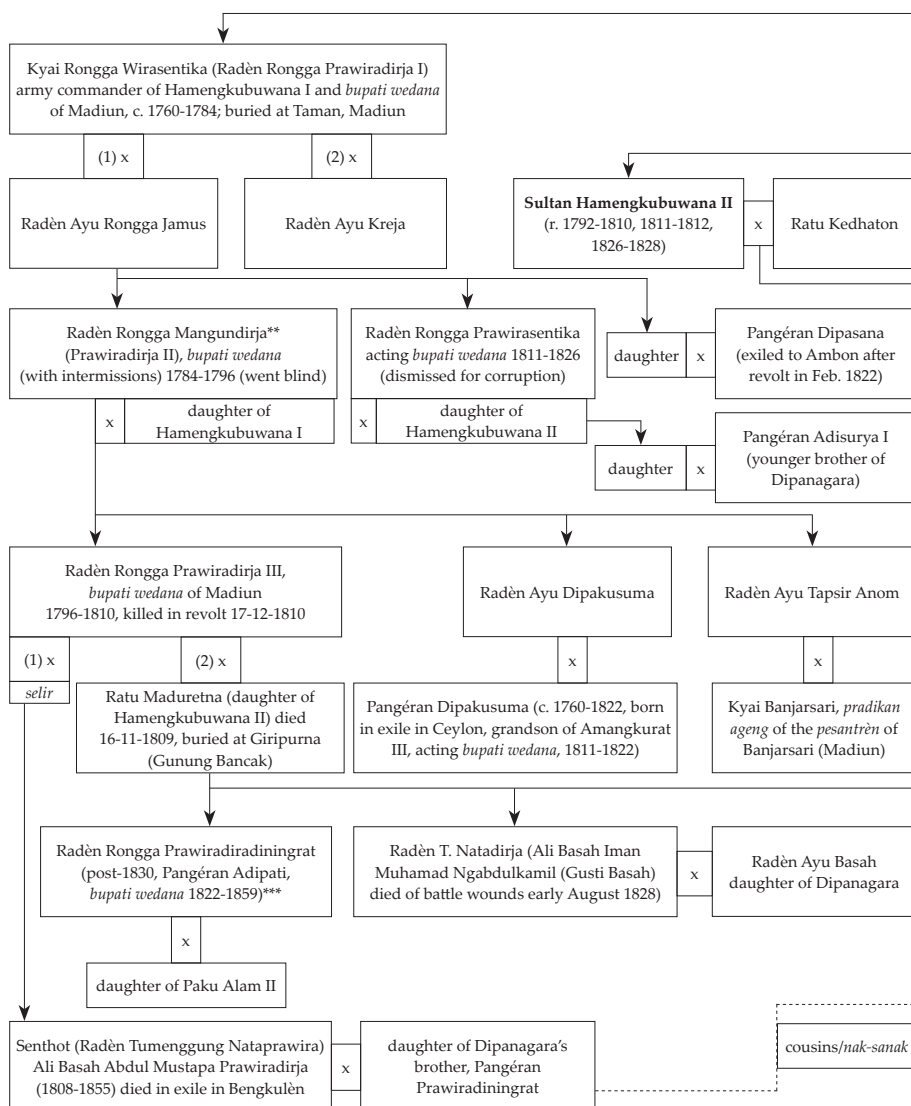 Kyai Rongga Wirasentika (Radèn Rongga Prawiradirja I)
army commander of Hamengkubuwana I and bupati wedana
of Madiun, c. 1760-1784; buried at Taman, Madiun
(1) x
(2) x
Radèn Ayu Rongga Jamus
Radèn Ayu Kreja
Sultan Hamengkubuwana II
(r. 1792-1810, 1811-1812,
1826-1828)
x
Ratu Kedhaton
Radèn Rongga Mangundirja**
(Prawiradirja II), bupati wedana
(with intermissions) 1784-1796 (went blind)
x
daughter of
Hamengkubuwana I
Radèn Rongga Prawirasentika
acting bupati wedana 1811-1826
(dismissed for corruption)
x
daughter of
Hamengkubuwana II
daughter
x
Pangéran Dipasana
(exiled to Ambon after
revolt in Feb. 1822)
daughter
x
Pangéran Adisurya I
(younger brother of
Dipanagara)
Radèn Rongga Prawiradirja III,
bupati wedana of Madiun
1796-1810, killed in revolt 17-12-1810
(1) x
selir
(2) x
Ratu Maduretna (daughter of
Hamengkubuwana II) died
16-11-1809, buried at Giripurna
(Gunung Bancak)
Radèn Ayu Dipakusuma
x
Pangéran Dipakusuma (c. 1760-1822, born
in exile in Ceylon, grandson of Amangkurat
III, acting bupati wedana, 1811-1822)
Radèn Ayu Tapsir Anom
x
Kyai Banjarsari, pradikan
ageng of the pesantrèn of
Banjarsari (Madiun)
Radèn Rongga Prawiradiradiningrat
(post-1830, Pangéran Adipati,
bupati wedana 1822-1859)***
x
daughter of Paku Alam II
Radèn T. Natadirja (Ali Basah Iman
Muhamad Ngabdulkamil (Gusti Basah)
died of battle wounds early August 1828)
x
Radèn Ayu Basah
daughter of Dipanagara
Senthot (Radèn Tumenggung Nataprawira)
Ali Basah Abdul Mustapa Prawiradirja
(1808-1855) died in exile in Bengkulèn
x
daughter of Dipanagara's
brother, Pangéran
Prawiradiningrat
cousins/nak-sanak